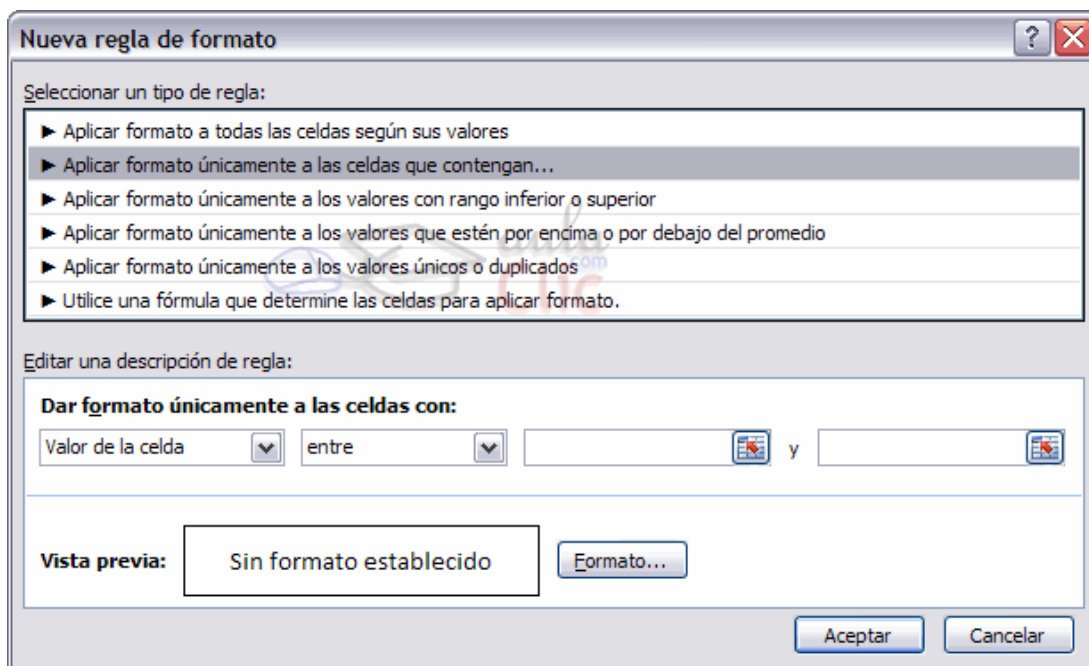 Nueva regla de formato
Seleccionar un tipo de regla:
► Aplicar formato a todas las celdas según sus valores
► Aplicar formato únicamente a las celdas que contengan...
► Aplicar formato únicamente a los valores con rango inferior o superior
► Aplicar formato únicamente a los valores que estén por encima o por debajo del promedio
► Aplicar formato únicamente a los valores únicos o duplicados
► Utilice una fórmula que determine las celdas para aplicar formato.
aula
.com
Clic
Editar una descripción de regla:
Dar formato únicamente a las celdas con:
Valor de la celda entre y
Vista previa: Sin formato establecido Formato...
Aceptar Cancelar